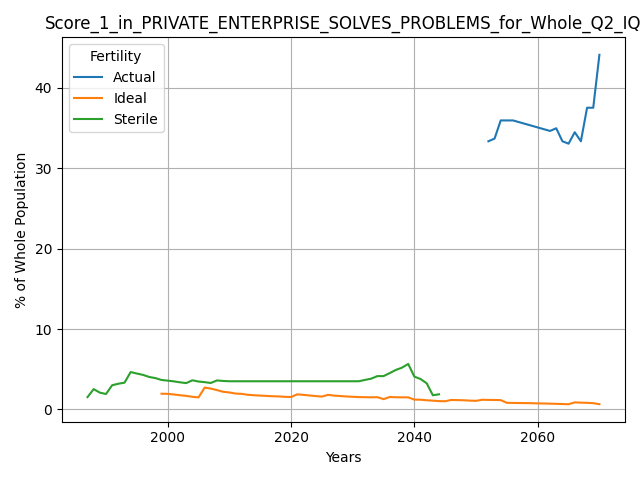 Score_1_in_PRIVATE_ENTERPRISE_SOLVES_PROBLEMS_for_Whole_Q2_IQ
Fertility
Actual
Ideal
Sterile
% of Whole Population
40
30
20
10
0
2000
2020
2040
2060
Years